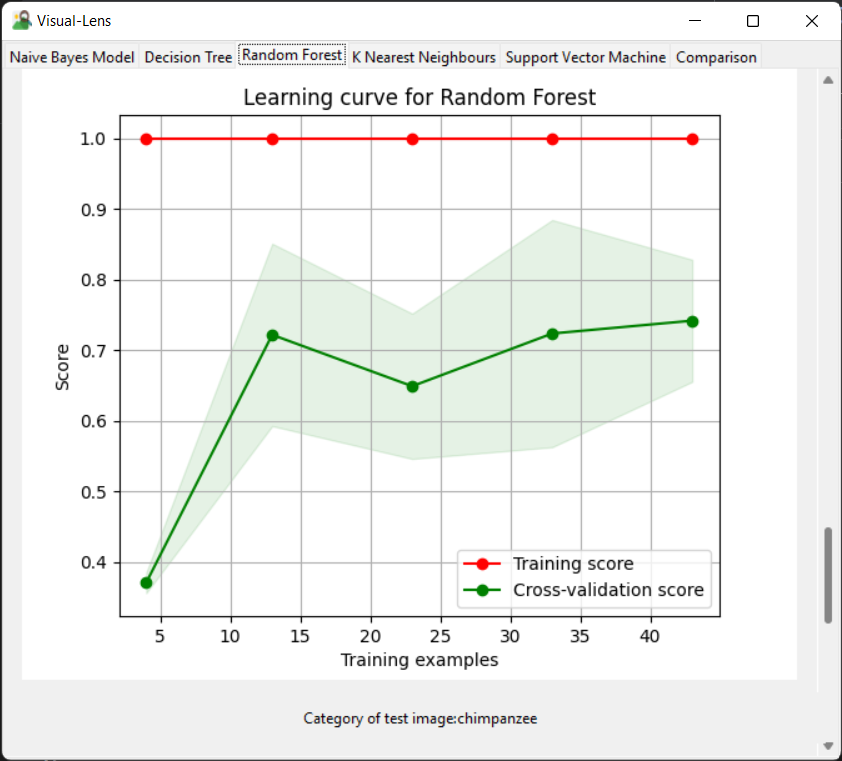 Visual-Lens
Naive Bayes Model Decision Tree Random Forest K Nearest Neighbours Support Vector Machine Comparison
Learning curve for Random Forest
1.0
0.9
0.8
0.7
0.6
0.5
0.4
Score
Training score
Cross-validation score
5 10 15 20 25 30 35 40
Training examples
Category of test image:chimpanzee